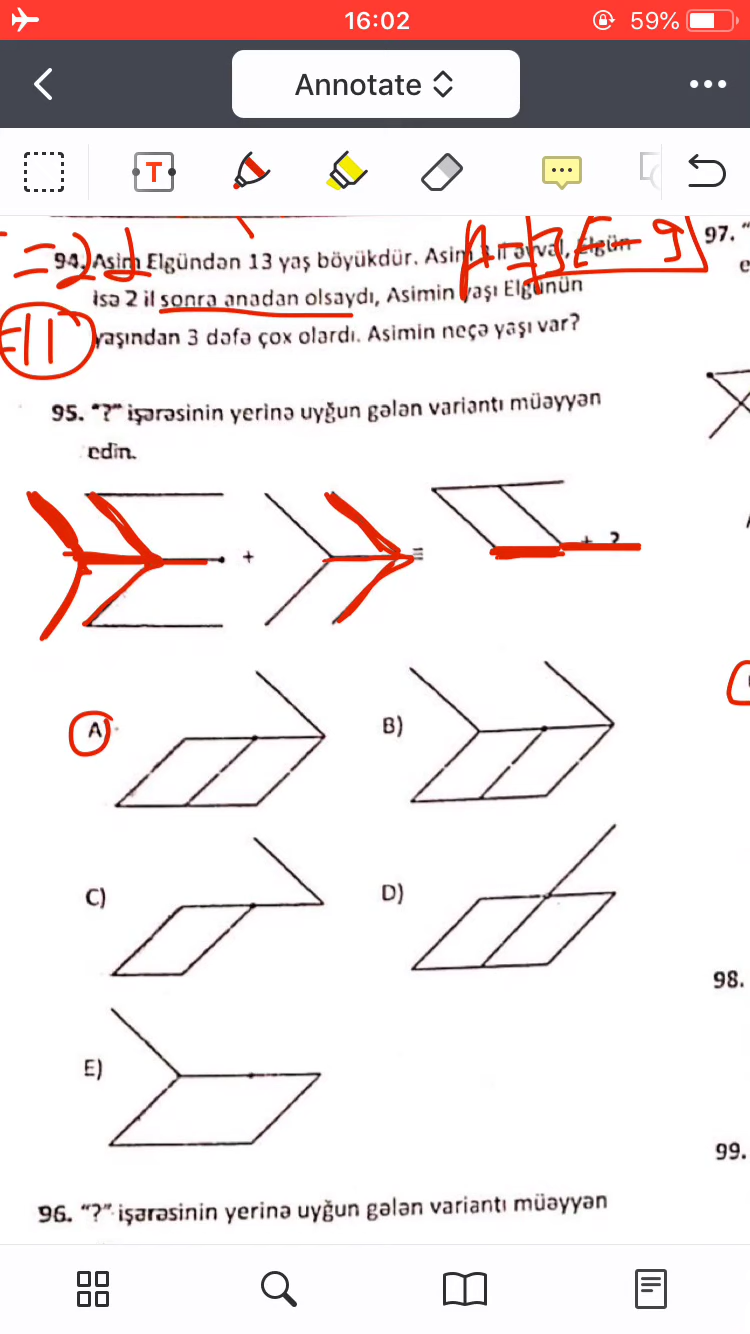 16:02
59%
Annotate
T
94. Asim Elgündən 13 yaş böyükdür. Asim il əvvəl, Elgün
isə 2 il sonra anadan olsaydı, Asimin yaşı Elgünün
yaşından 3 dəfə çox olardı. Asimin neçə yaşı var?
=11
95. "?" işarəsinin yerinə uyğun gələn variantı müəyyən
edin.
+ = + ?
A)
B)
C)
D)
E)
96. "?" işarəsinin yerinə uyğun gələn variantı müəyyən
97. "
e
98.
99.